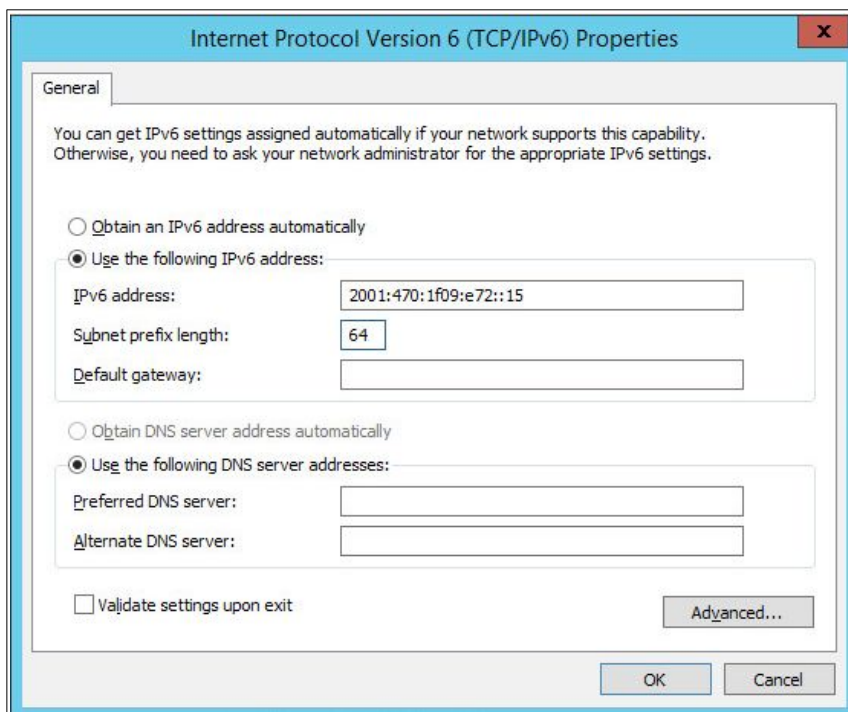 Internet Protocol Version 6 (TCP/IPv6) Properties
x
General
You can get IPv6 settings assigned automatically if your network supports this capability.
Otherwise, you need to ask your network administrator for the appropriate IPv6 settings.
Obtain an IPv6 address automatically
Use the following IPv6 address:
IPv6 address: 2001:470:1f09:e72::15
Subnet prefix length: 64
Default gateway:
Obtain DNS server address automatically
Use the following DNS server addresses:
Preferred DNS server:
Alternate DNS server:
Validate settings upon exit
Advanced...
OK Cancel